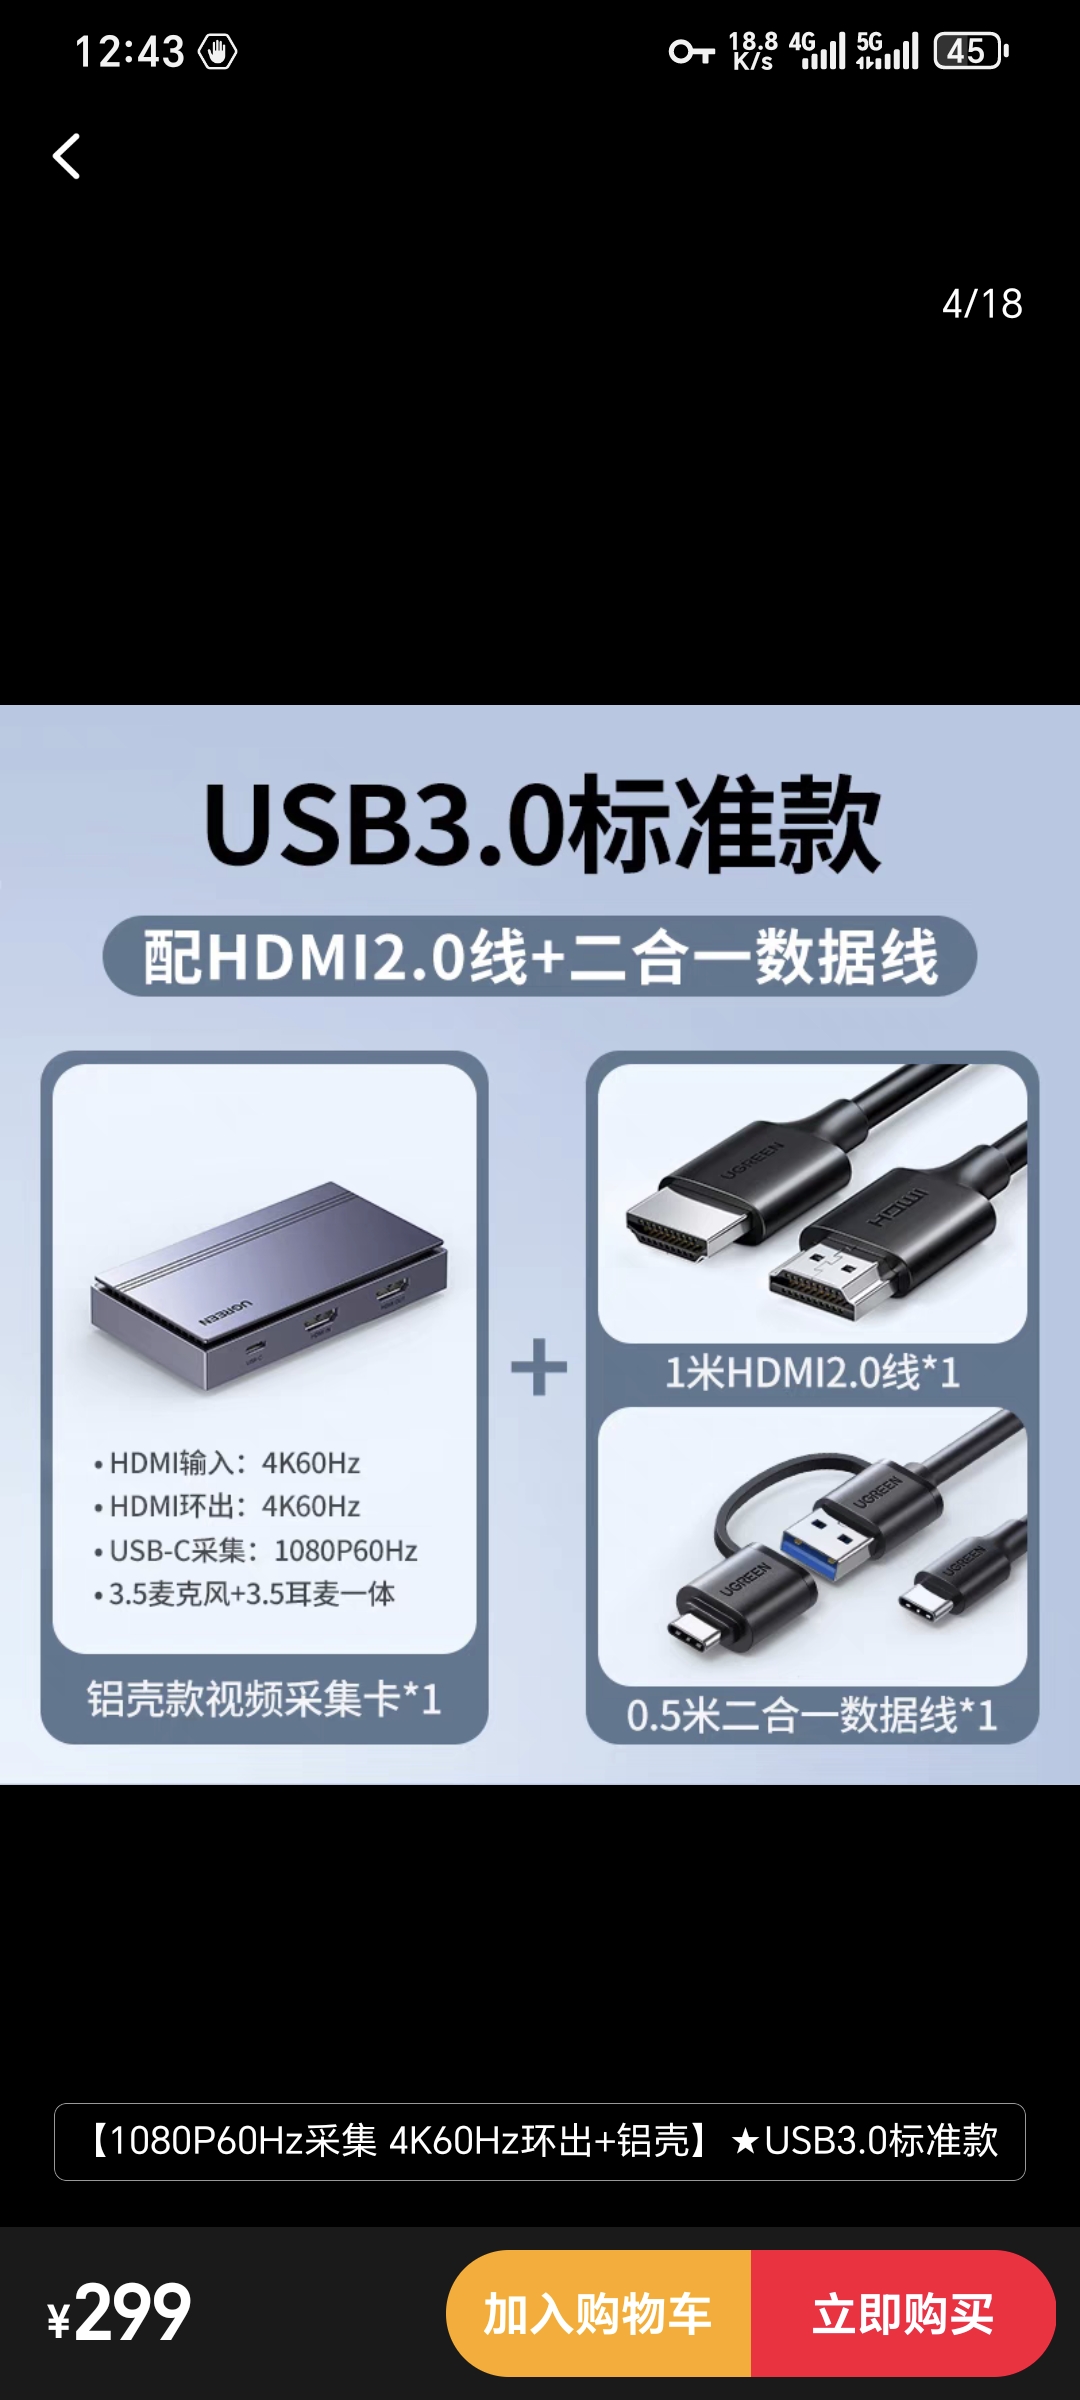 12:43
18.8 K/s 4G 5G 45
4/18
USB3.0标准款
配HDMI2.0线+二合一数据线
UGREEN
• HDMI输入：4K60Hz
• HDMI环出：4K60Hz
• USB-C采集：1080P60Hz
• 3.5麦克风+3.5耳麦一体
铝壳款视频采集卡*1
+
UGREEN
HDMI
1米HDMI2.0线*1
UGREEN
UGREEN
UGREEN
0.5米二合一数据线*1
【1080P60Hz采集 4K60Hz环出+铝壳】★USB3.0标准款
¥299
加入购物车
立即购买